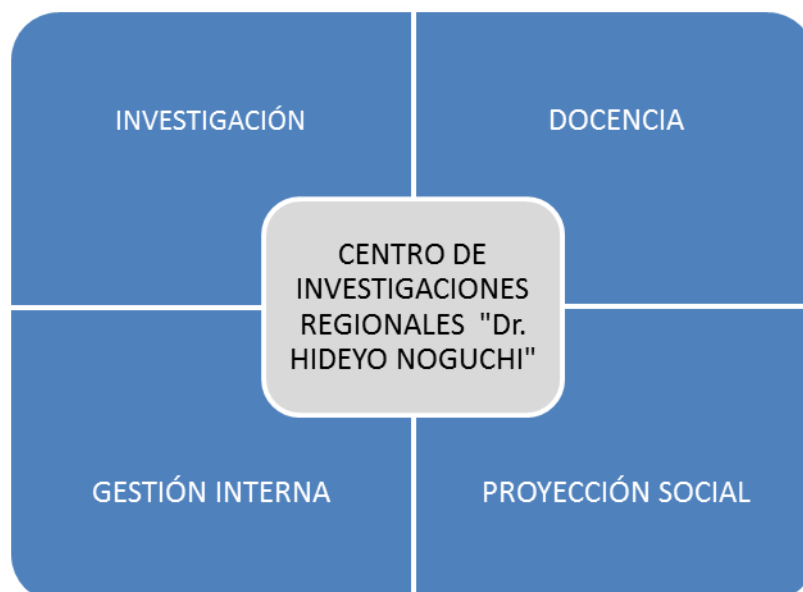 INVESTIGACIÓN
DOCENCIA
CENTRO DE
INVESTIGACIONES
REGIONALES "Dr.
HIDEYO NOGUCHI"
GESTIÓN INTERNA
PROYECCIÓN SOCIAL